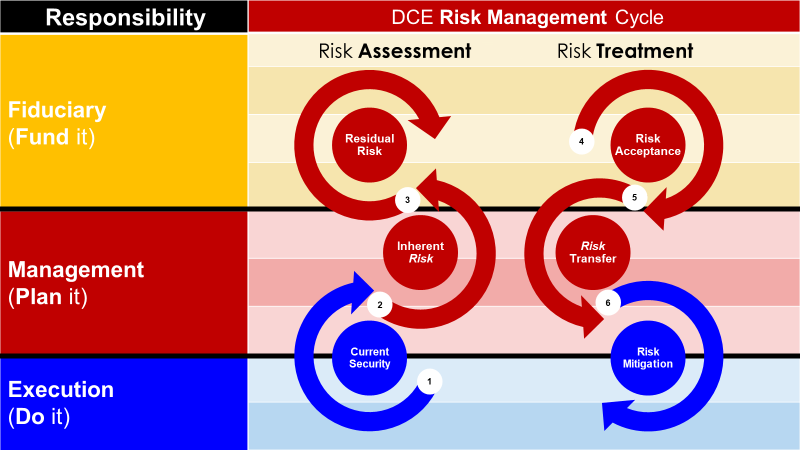 Responsibility
DCE Risk Management Cycle
Risk Assessment
Risk Treatment
Fiduciary
(Fund it)
Residual
Risk
4
Risk
Acceptance
3
5
Management
(Plan it)
Inherent
Risk
Risk
Transfer
2
6
Current
Security
Risk
Mitigation
1
Execution
(Do it)